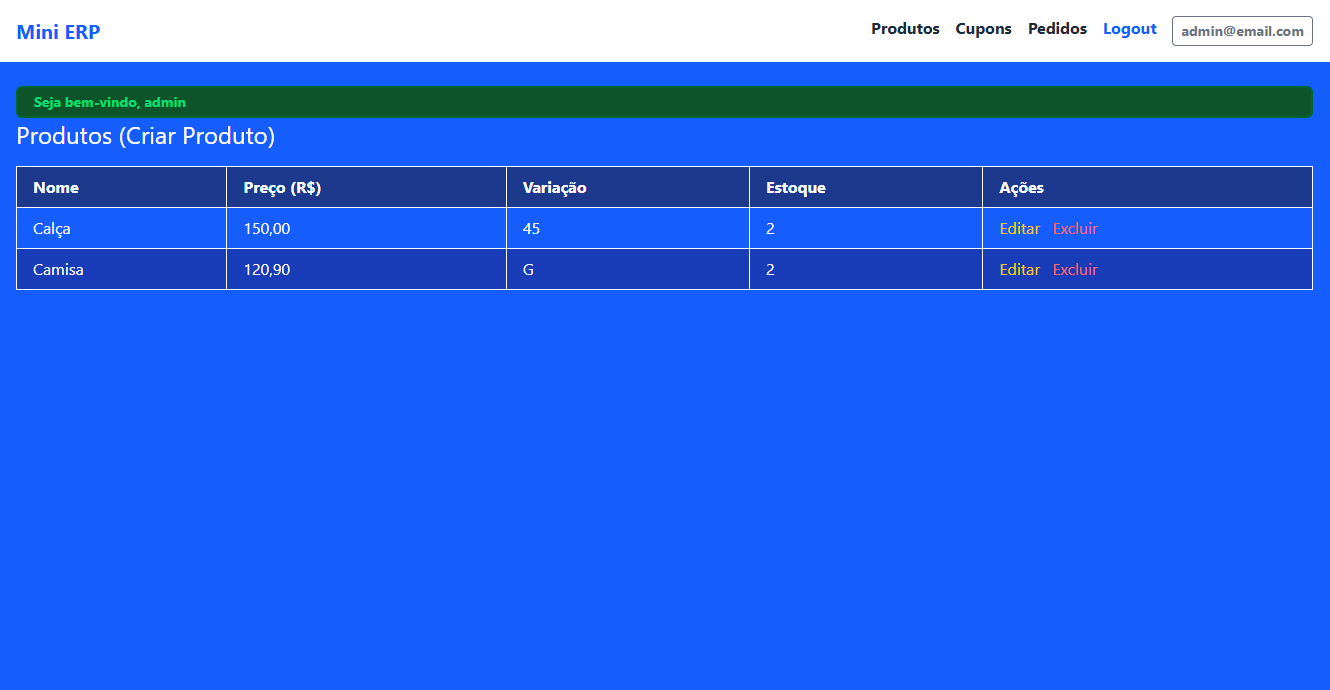 Mini ERP Produtos Cupons Pedidos Logout admin@email.com
Seja bem-vindo, admin
Produtos (Criar Produto)
Nome Preço (R$) Variação Estoque Ações
Calça 150,00 45 2 Editar Excluir
Camisa 120,90 G 2 Editar Excluir